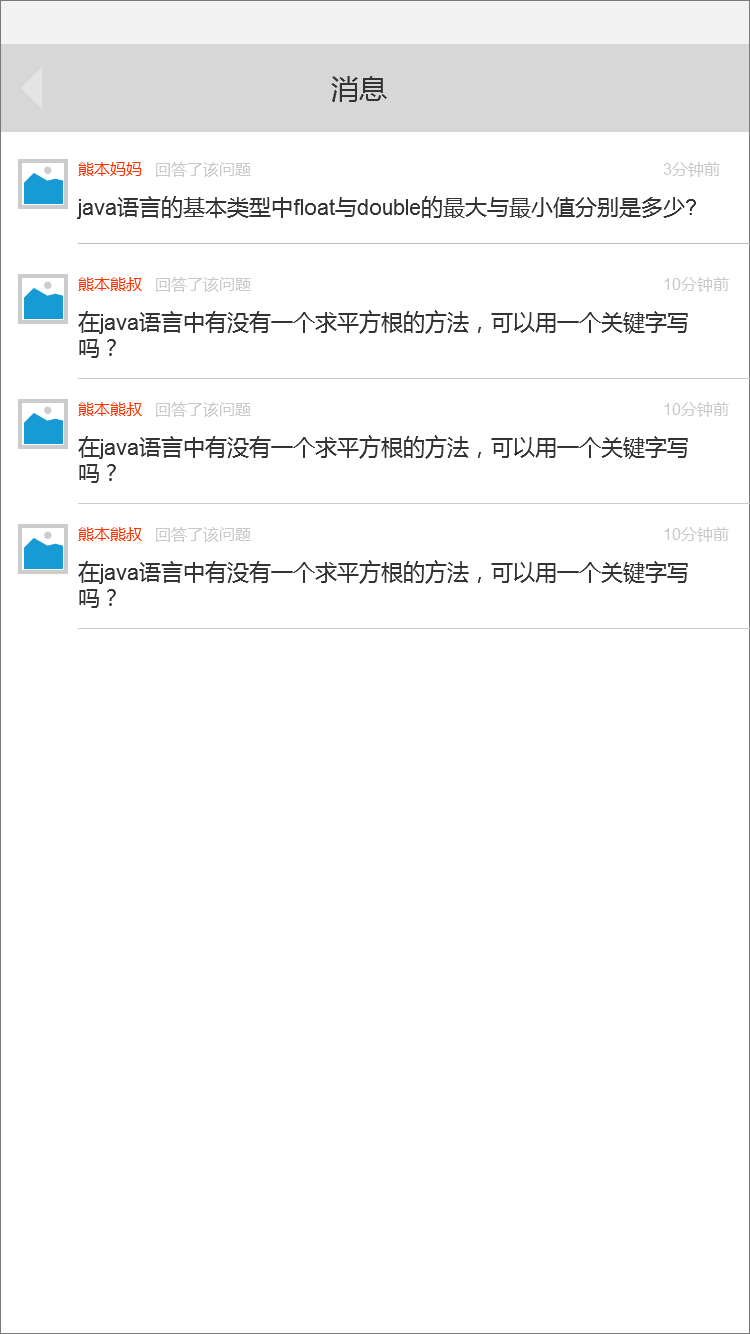 消息
熊本妈妈 回答了该问题 3分钟前
java语言的基本类型中float与double的最大与最小值分别是多少?
熊本熊叔 回答了该问题 10分钟前
在java语言中有没有一个求平方根的方法，可以用一个关键字写
吗？
熊本熊叔 回答了该问题 10分钟前
在java语言中有没有一个求平方根的方法，可以用一个关键字写
吗？
熊本熊叔 回答了该问题 10分钟前
在java语言中有没有一个求平方根的方法，可以用一个关键字写
吗？